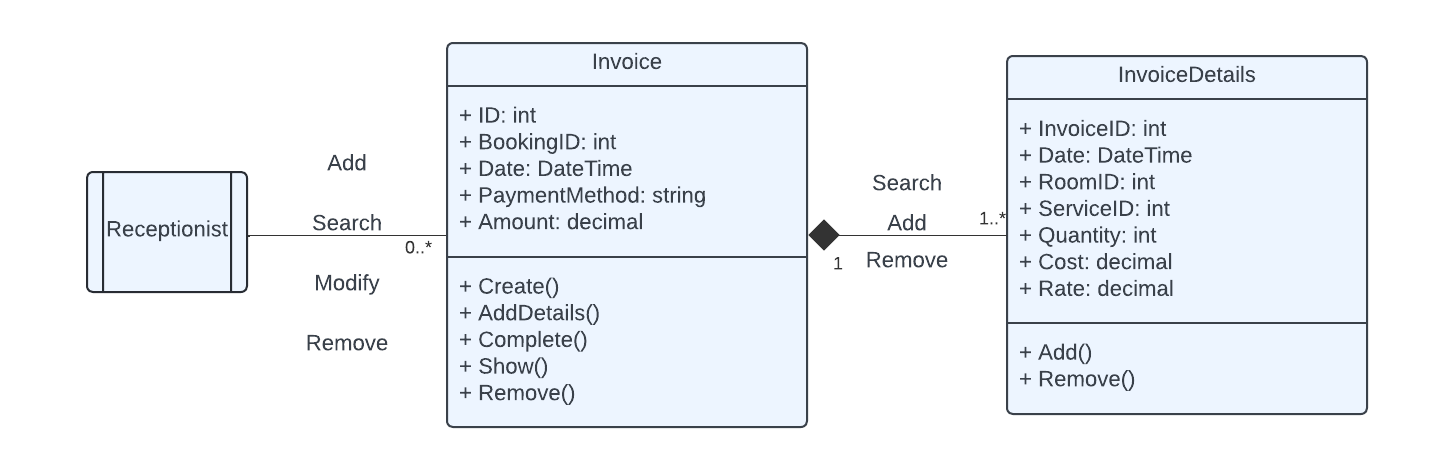 Receptionist
Add
Search
0..*
Modify
Remove
Invoice
+ ID: int
+ BookingID: int
+ Date: DateTime
+ PaymentMethod: string
+ Amount: decimal
+ Create()
+ AddDetails()
+ Complete()
+ Show()
+ Remove()
Search
Add
1..*
1
Remove
InvoiceDetails
+ InvoiceID: int
+ Date: DateTime
+ RoomID: int
+ ServiceID: int
+ Quantity: int
+ Cost: decimal
+ Rate: decimal
+ Add()
+ Remove()